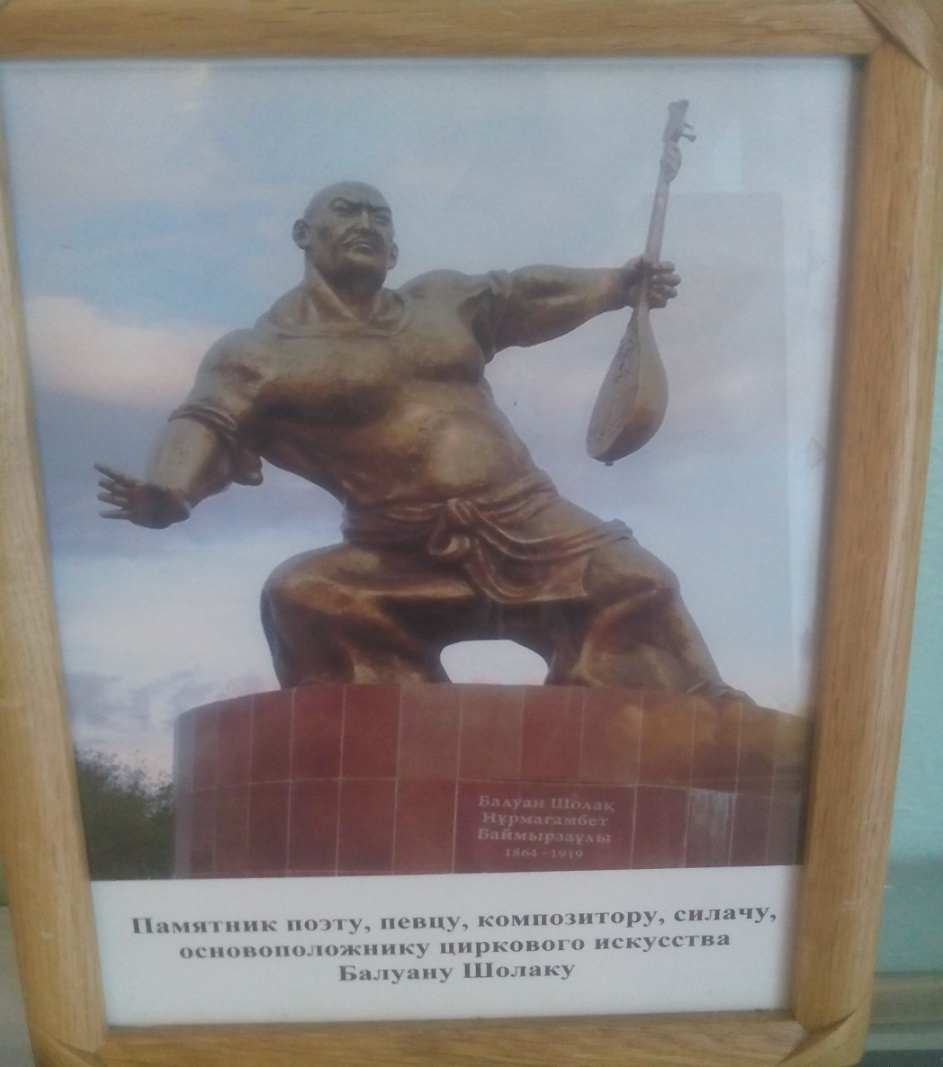 Балуан Шолақ
Нұрмағамбет
Баймырзаұлы
1864 - 1919
Памятник поэту, певцу, композитору, силачу,
основоположнику циркового искусства
Балуану Шолаку